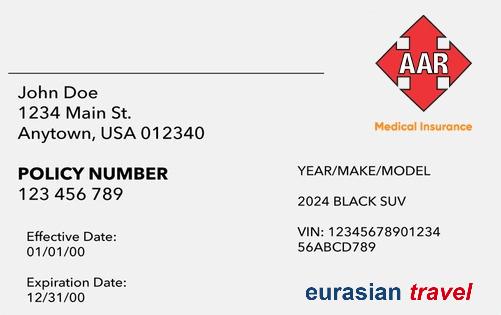 AAR
Medical Insurance
John Doe
1234 Main St.
Anytown, USA 012340
POLICY NUMBER
123 456 789
Effective Date:
01/01/00
Expiration Date:
12/31/00
YEAR/MAKE/MODEL
2024 BLACK SUV
VIN: 12345678901234
56ABCD789
eurasian travel